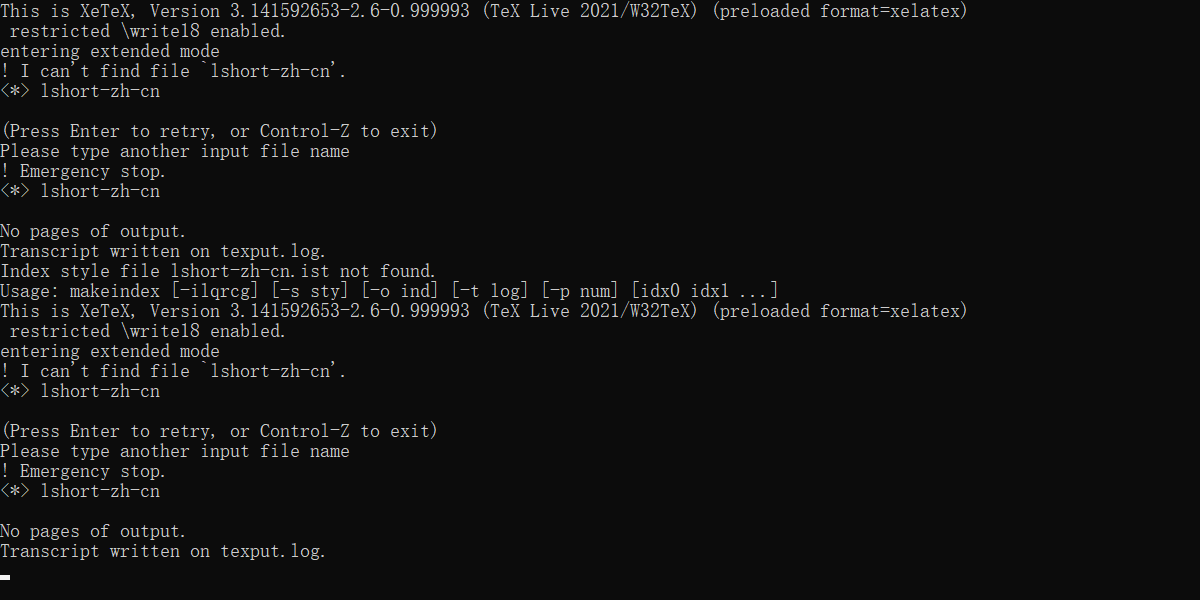 This is XeTeX, Version 3.141592653-2.6-0.999993 (TeX Live 2021/W32TeX) (preloaded format=xelatex)
restricted \write18 enabled.
entering extended mode
! I can't find file `lshort-zh-cn'.
<*> lshort-zh-cn
(Press Enter to retry, or Control-Z to exit)
Please type another input file name
! Emergency stop.
<*> lshort-zh-cn
No pages of output.
Transcript written on texput.log.
Index style file lshort-zh-cn.ist not found.
Usage: makeindex [-ilqrcg] [-s sty] [-o ind] [-t log] [-p num] [idx0 idx1 ...]
This is XeTeX, Version 3.141592653-2.6-0.999993 (TeX Live 2021/W32TeX) (preloaded format=xelatex)
restricted \write18 enabled.
entering extended mode
! I can't find file `lshort-zh-cn'.
<*> lshort-zh-cn
(Press Enter to retry, or Control-Z to exit)
Please type another input file name
! Emergency stop.
<*> lshort-zh-cn
No pages of output.
Transcript written on texput.log.